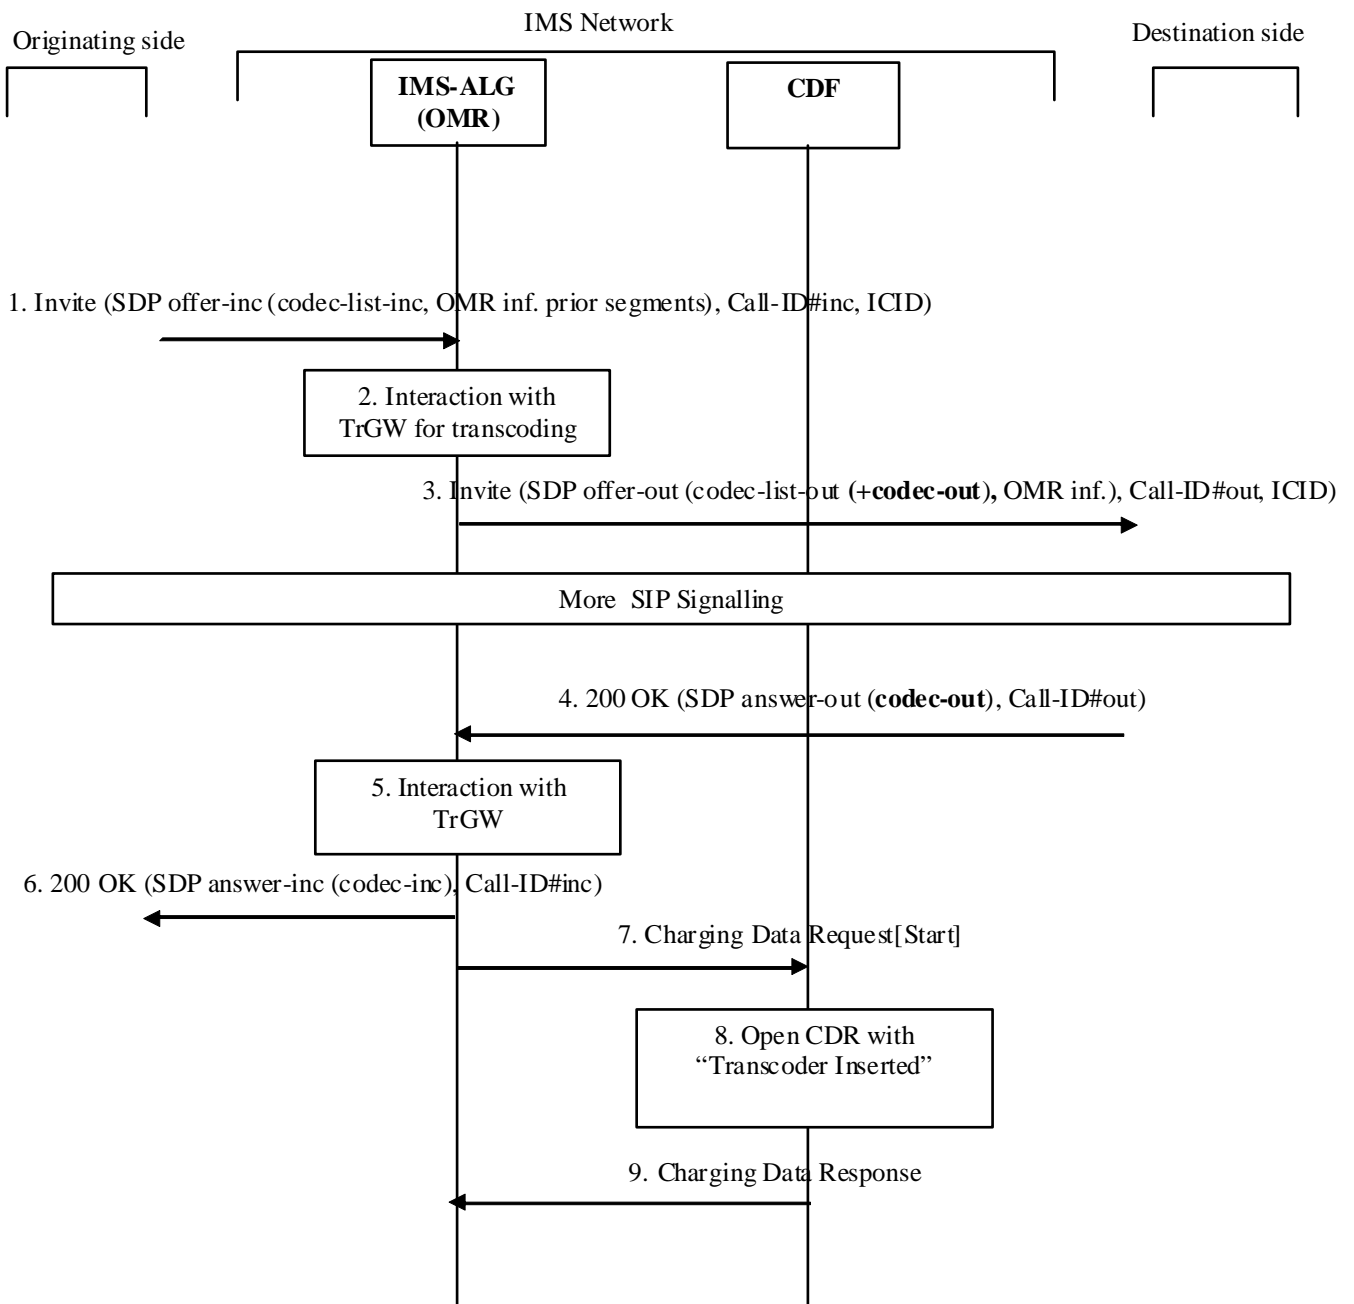 IMS Network
Originating side
Destination side
IMS-ALG
(OMR)
CDF
1. Invite (SDP offer-inc (codec-list-inc, OMR inf. prior segments), Call-ID#inc, ICID)
2. Interaction with
TrGW for transcoding
3. Invite (SDP offer-out (codec-list-out (+codec-out), OMR inf.), Call-ID#out, ICID)
More SIP Signalling
4. 200 OK (SDP answer-out (codec-out), Call-ID#out)
5. Interaction with
TrGW
6. 200 OK (SDP answer-inc (codec-inc), Call-ID#inc)
7. Charging Data Request[Start]
8. Open CDR with
“Transcoder Inserted”
9. Charging Data Response